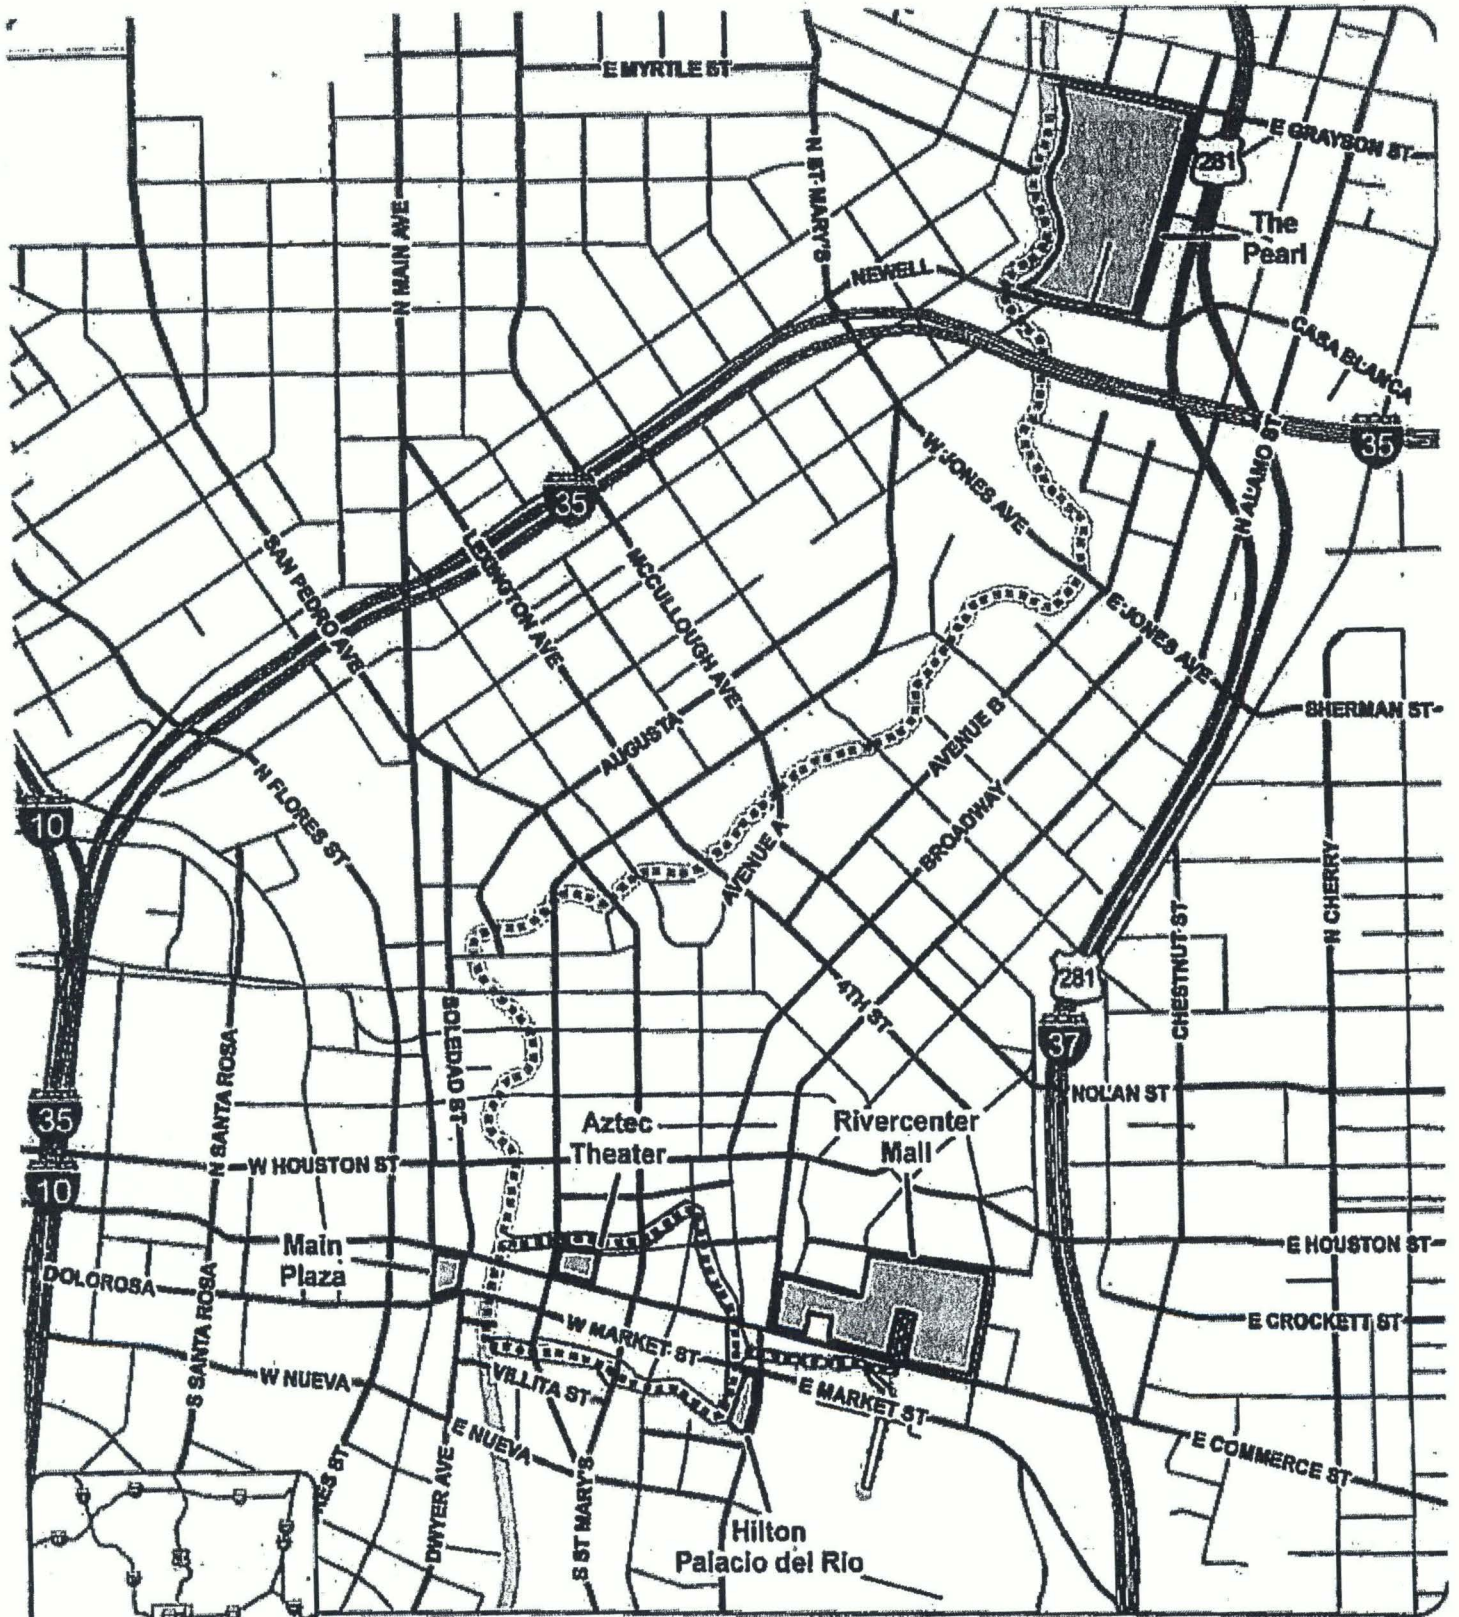 E MYRTLE ST
E GRAYSON ST
281
N ST MARY'S
N MAIN AVE
The
Pearl
NEWELL
CASA BLANCA
35
N ALAMO ST
W JONES AVE
35
SAN PEDRO AVE
LEXINGTON AVE
MCCULLOUGH AVE
E JONES AVE
SHERMAN ST
AUGUSTA
AVENUE B
N FLORES ST
10
BROADWAY
AVENUE A
N CHERRY
CHESTNUT ST
281
4TH ST
SOLEDAD ST
37
N SANTA ROSA
NOLAN ST
35
Aztec
Theater
Rivercenter
Mall
W HOUSTON ST
10
Main
Plaza
E HOUSTON ST
DOLOROSA
S SANTA ROSA
E CROCKETT ST
W MARKET ST
W NUEVA
VILLITA ST
E MARKET ST
E NUEVA
E COMMERCE ST
RES ST
DWYER AVE
S ST MARY'S
Hilton
Palacio del Rio